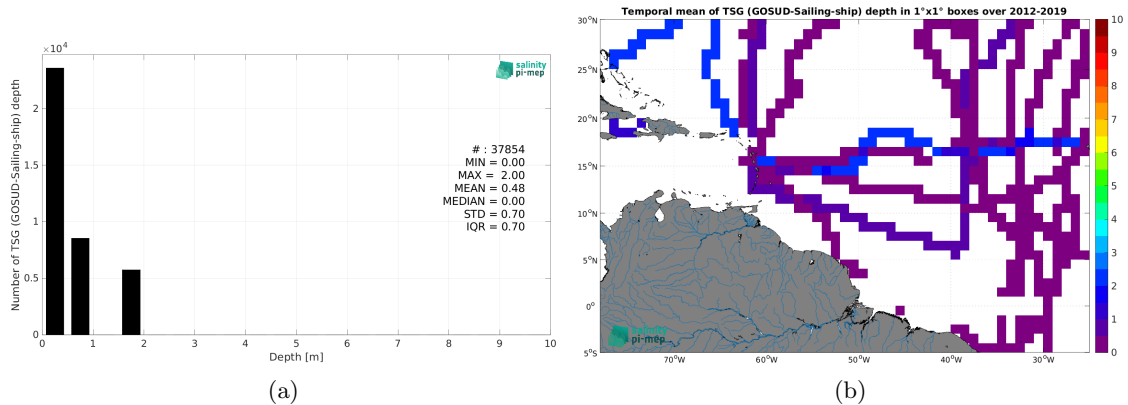 ×10⁴
2
1.5
1
0.5
0
0 1 2 3 4 5 6 7 8 9 10
Number of TSG (GOSUD-Sailing-ship) depth
Depth [m]
salinity
pi-mep
# : 37854
MIN = 0.00
MAX = 2.00
MEAN = 0.48
MEDIAN = 0.00
STD = 0.70
IQR = 0.70
(a)
Temporal mean of TSG (GOSUD-Sailing-ship) depth in 1°x1° boxes over 2012-2019
30°N
25°N
20°N
15°N
10°N
5°N
0°
5°S
70°W 60°W 50°W 40°W 30°W
salinity
pi-mep
10
9
8
7
6
5
4
3
2
1
0
(b)